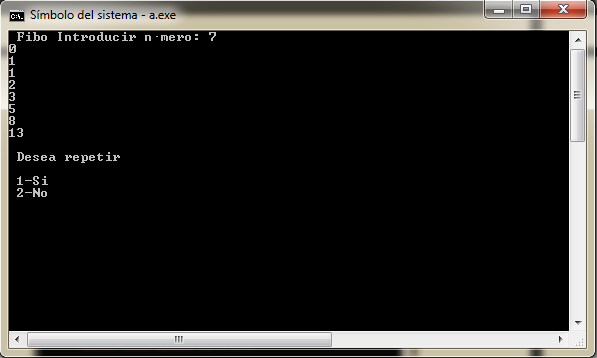 Símbolo del sistema - a.exe
C:\.
Fibo Introducir n·mero: 7
0
1
1
2
3
5
8
13
Desea repetir
1-Si
2-No